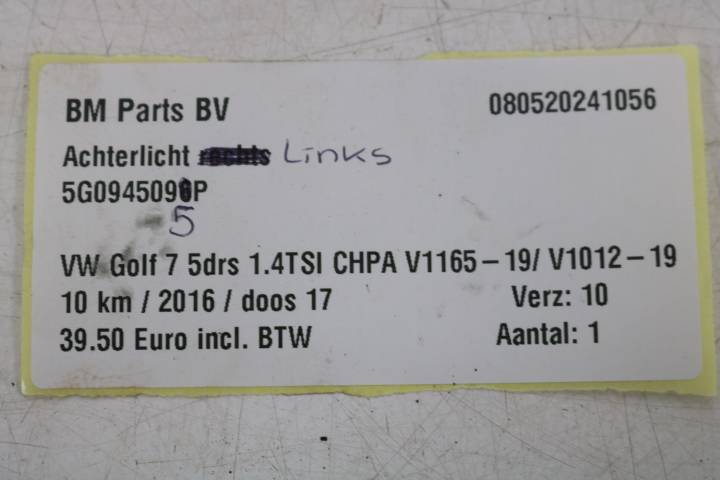 BM Parts BV 080520241056
Achterlicht rechts Links
5G0945096P
5
VW Golf 7 5drs 1.4TSI CHPA V1165-19/ V1012-19
10 km / 2016 / doos 17 Verz: 10
39.50 Euro incl. BTW Aantal: 1